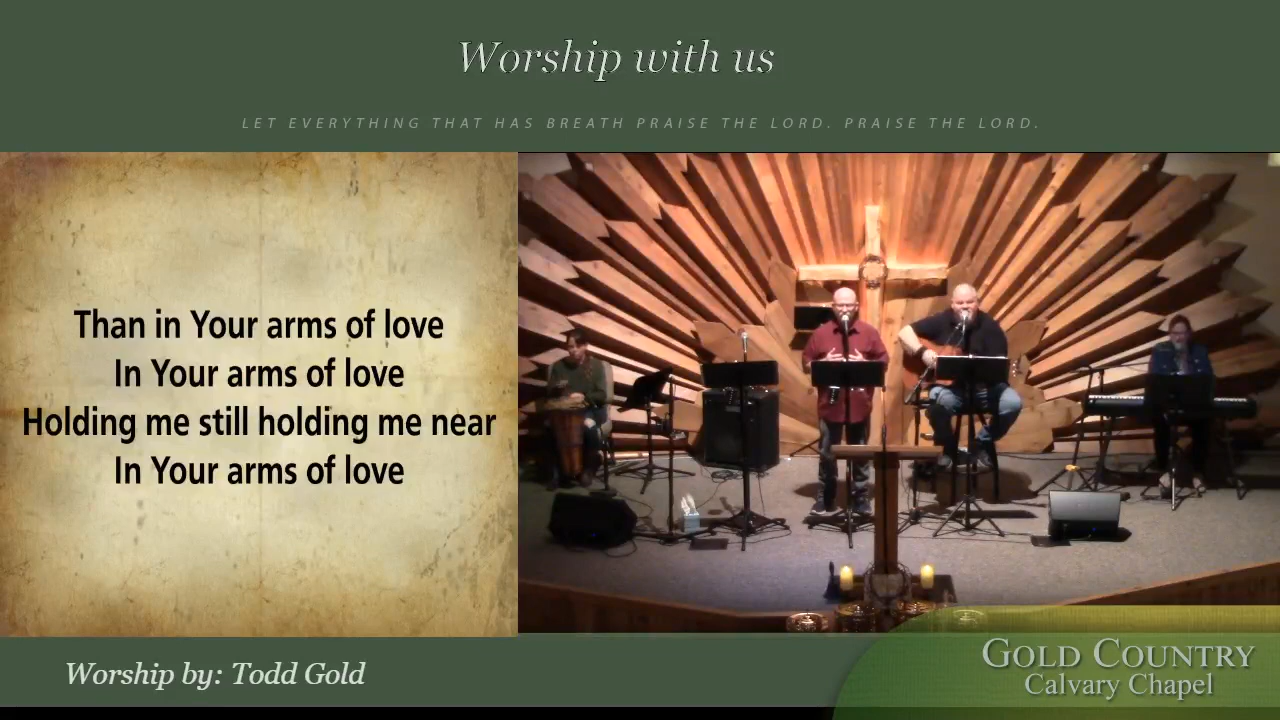 Worship with us
LET EVERYTHING THAT HAS BREATH PRAISE THE LORD. PRAISE THE LORD.
Than in Your arms of love
In Your arms of love
Holding me still holding me near
In Your arms of love
Worship by: Todd Gold
GOLD COUNTRY
Calvary Chapel